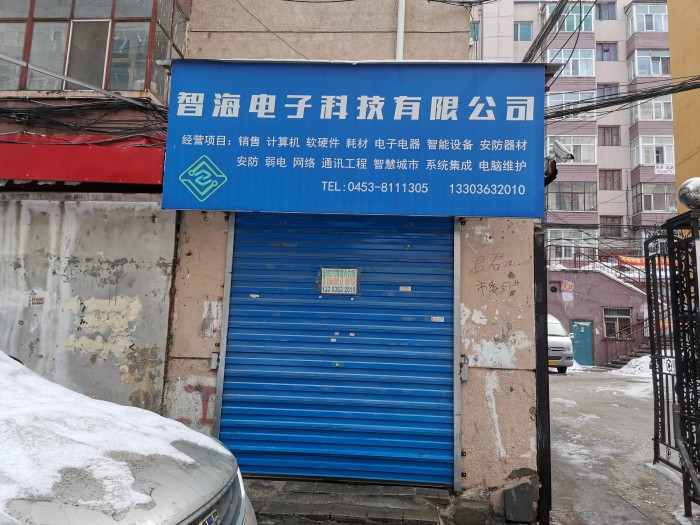 智海电子科技有限公司
经营项目: 销售 计算机 软硬件 耗材 电子电器 智能设备 安防器材
安防 弱电 网络 通讯工程 智慧城市 系统集成 电脑维护
TEL:0453-8111305 13303632010
133 0363 2010